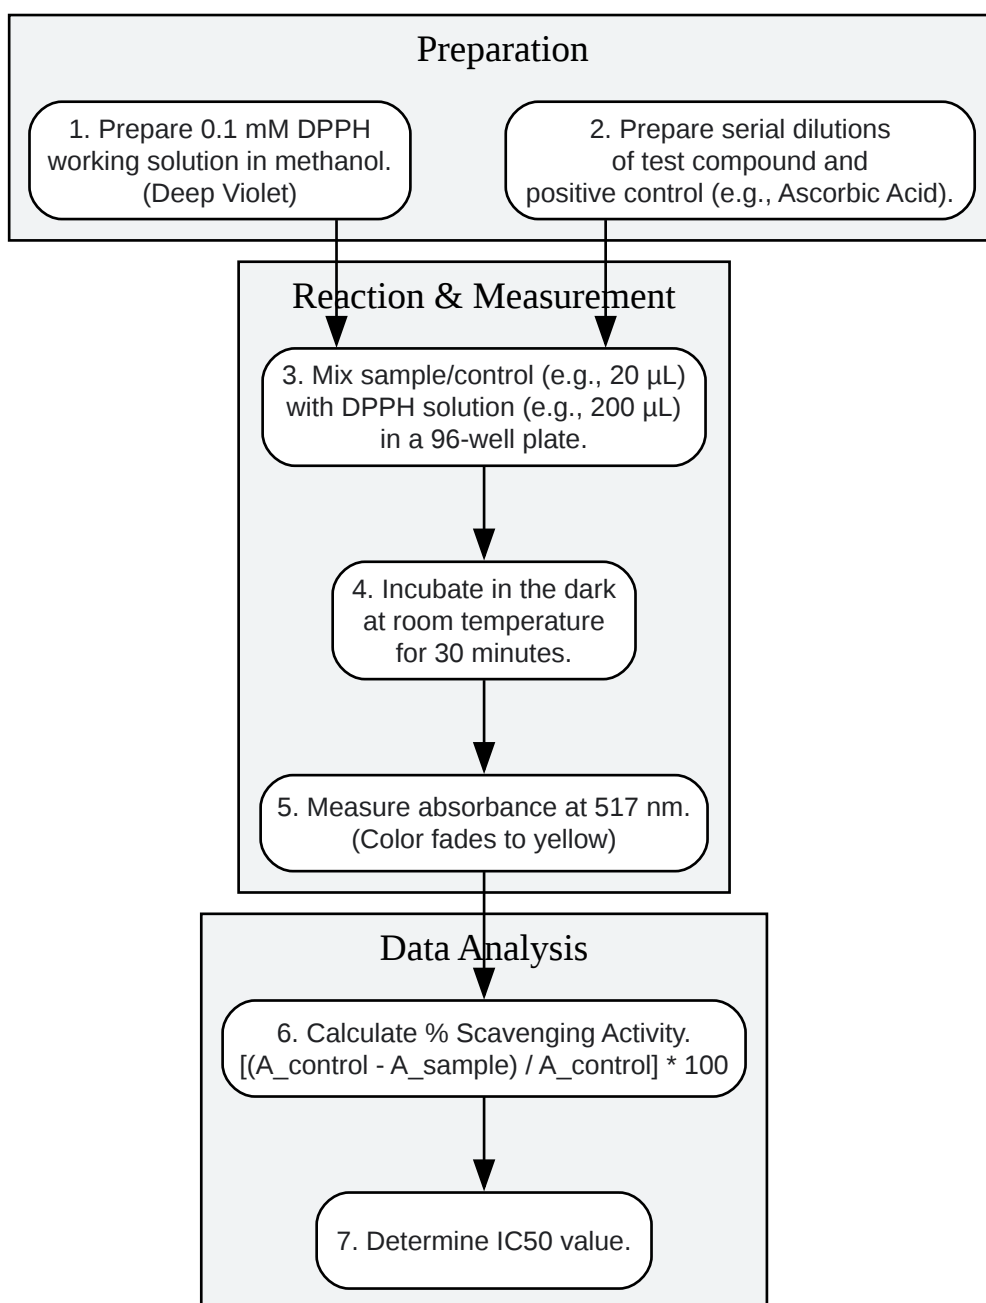 Preparation
1. Prepare 0.1 mM DPPH
working solution in methanol.
(Deep Violet)
2. Prepare serial dilutions
of test compound and
positive control (e.g., Ascorbic Acid).
Reaction & Measurement
3. Mix sample/control (e.g., 20 µL)
with DPPH solution (e.g., 200 µL)
in a 96-well plate.
4. Incubate in the dark
at room temperature
for 30 minutes.
5. Measure absorbance at 517 nm.
(Color fades to yellow)
Data Analysis
6. Calculate % Scavenging Activity.
[(A_control - A_sample) / A_control] * 100
7. Determine IC50 value.